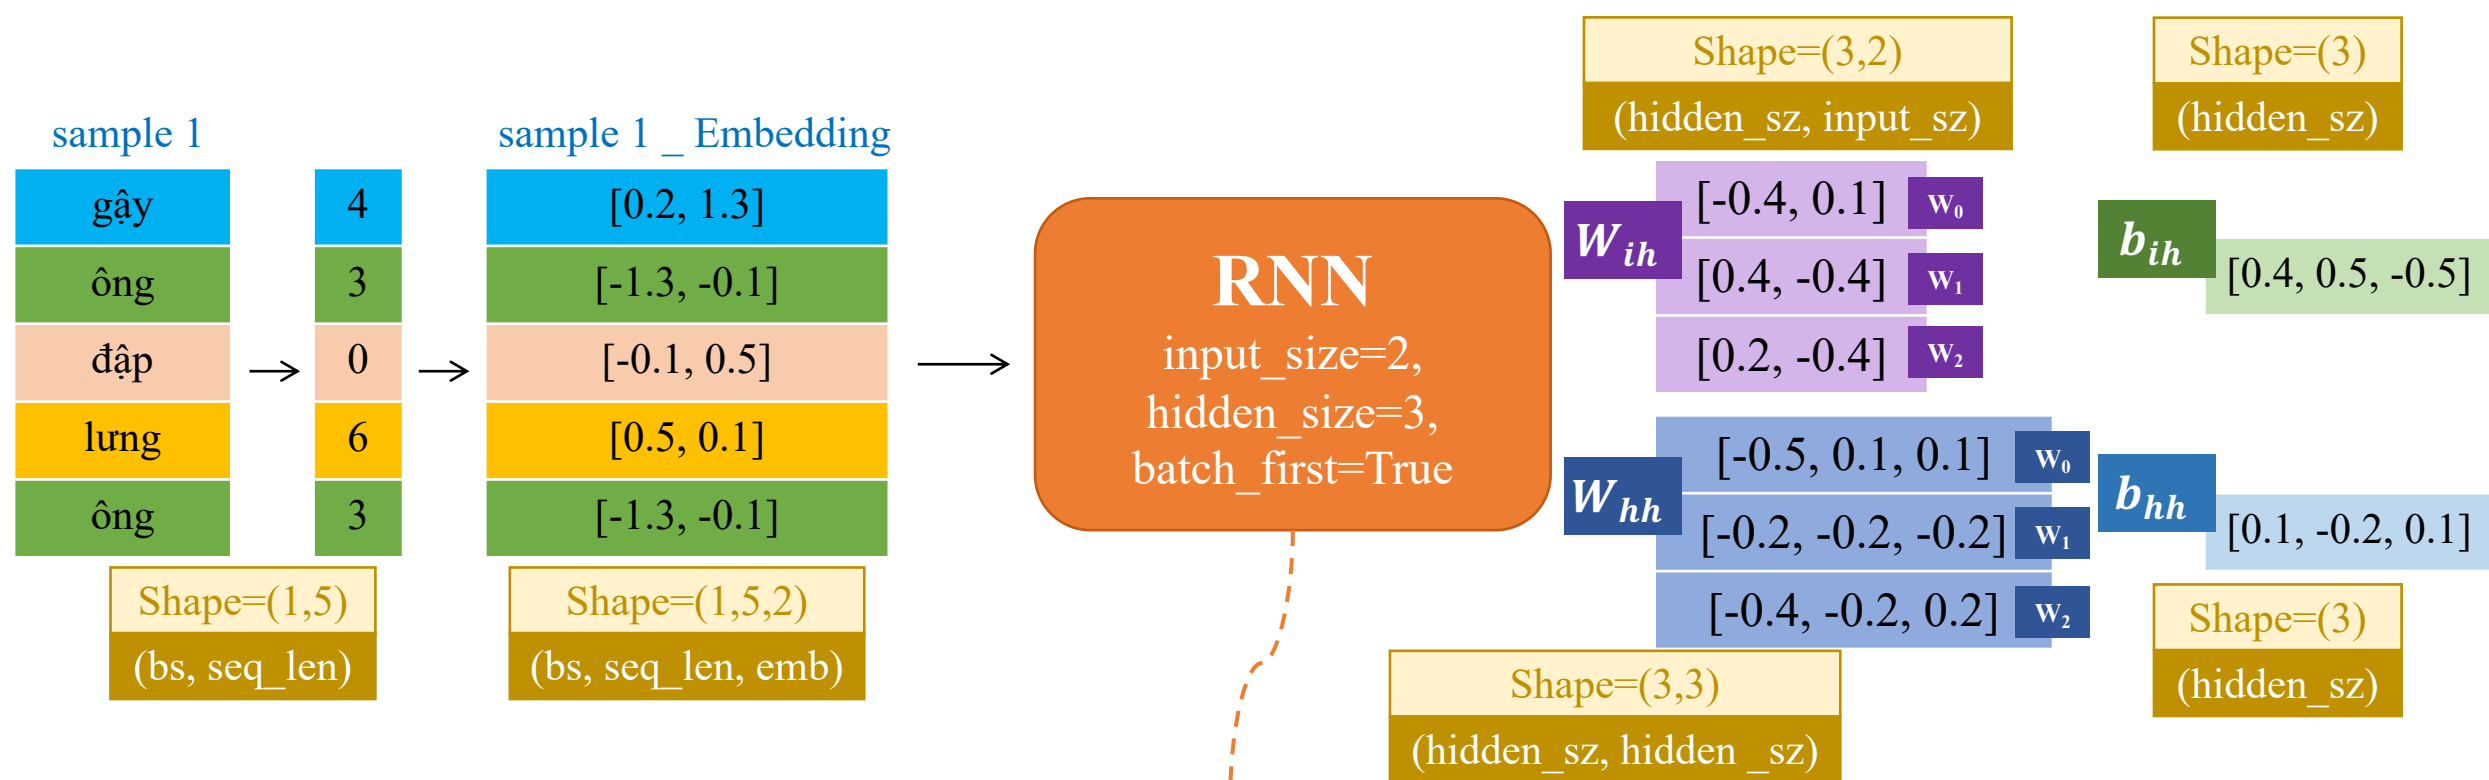 sample 1
gậy
ông
đập
lưng
ông
4
3
0
6
3
Shape=(1,5)
(bs, seq_len)
sample 1 _ Embedding
[0.2, 1.3]
[-1.3, -0.1]
[-0.1, 0.5]
[0.5, 0.1]
[-1.3, -0.1]
Shape=(1,5,2)
(bs, seq_len, emb)
RNN
input_size=2,
hidden_size=3,
batch_first=True
Shape=(3,2)
(hidden_sz, input_sz)
W_ih
[-0.4, 0.1] w₀
[0.4, -0.4] w₁
[0.2, -0.4] w₂
Shape=(3)
(hidden_sz)
b_ih
[0.4, 0.5, -0.5]
W_hh
[-0.5, 0.1, 0.1] w₀
[-0.2, -0.2, -0.2] w₁
[-0.4, -0.2, 0.2] w₂
Shape=(3,3)
(hidden_sz, hidden _sz)
b_hh
[0.1, -0.2, 0.1]
Shape=(3)
(hidden_sz)